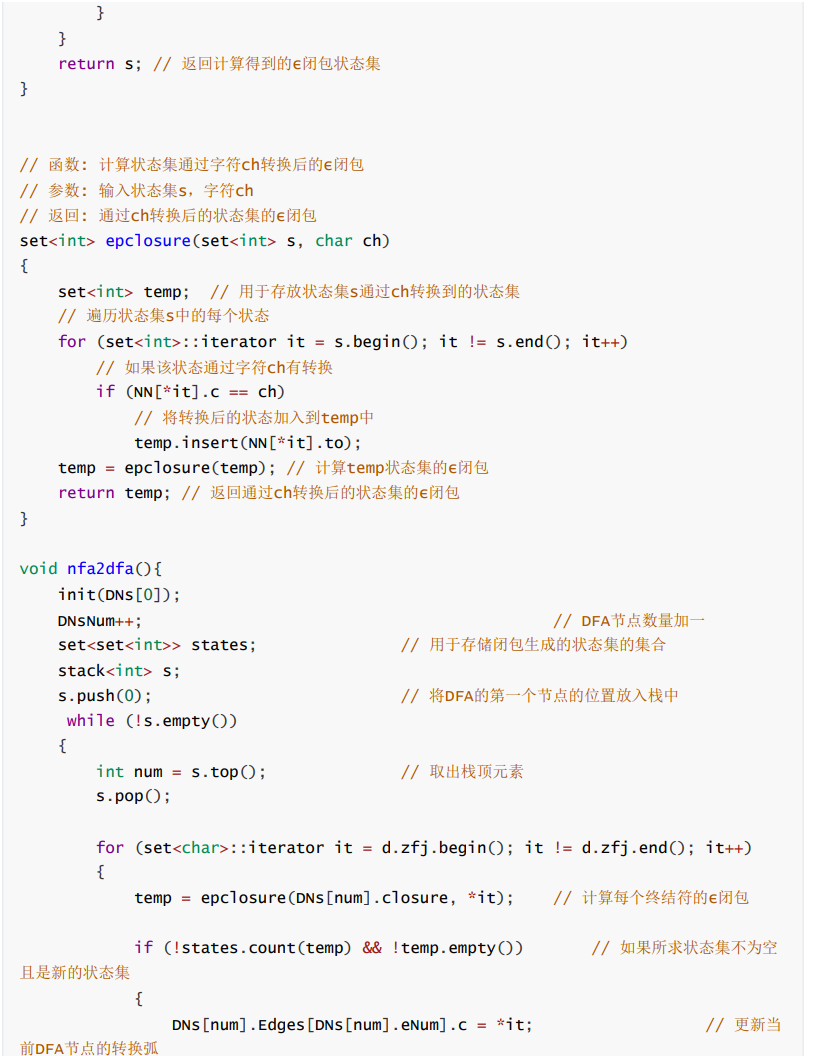 }
    }
    return s; // 返回计算得到的ϵ闭包状态集
}
// 函数: 计算状态集通过字符ch转换后的ϵ闭包
// 参数: 输入状态集s，字符ch
// 返回: 通过ch转换后的状态集的ϵ闭包
set<int> epclosure(set<int> s, char ch)
{
    set<int> temp;  // 用于存放状态集s通过ch转换到的状态集
    // 遍历状态集s中的每个状态
    for (set<int>::iterator it = s.begin(); it != s.end(); it++)
        // 如果该状态通过字符ch有转换
        if (NN[*it].c == ch)
            // 将转换后的状态加入到temp中
            temp.insert(NN[*it].to);
    temp = epclosure(temp); // 计算temp状态集的ϵ闭包
    return temp; // 返回通过ch转换后的状态集的ϵ闭包
}
void nfa2dfa(){
    init(DNs[0]);
    DNsNum++;                                           // DFA节点数量加一
    set<set<int>> states;               // 用于存储闭包生成的状态集的集合
    stack<int> s;
    s.push(0);                          // 将DFA的第一个节点的位置放入栈中
     while (!s.empty())
    {
        int num = s.top();              // 取出栈顶元素
        s.pop();
        for (set<char>::iterator it = d.zfj.begin(); it != d.zfj.end(); it++)
        {
            temp = epclosure(DNs[num].closure, *it);    // 计算每个终结符的ϵ闭包
            if (!states.count(temp) && !temp.empty())       // 如果所求状态集不为空
且是新的状态集
            {
                DNs[num].Edges[DNs[num].eNum].c = *it;                  // 更新当
前DFA节点的转换弧